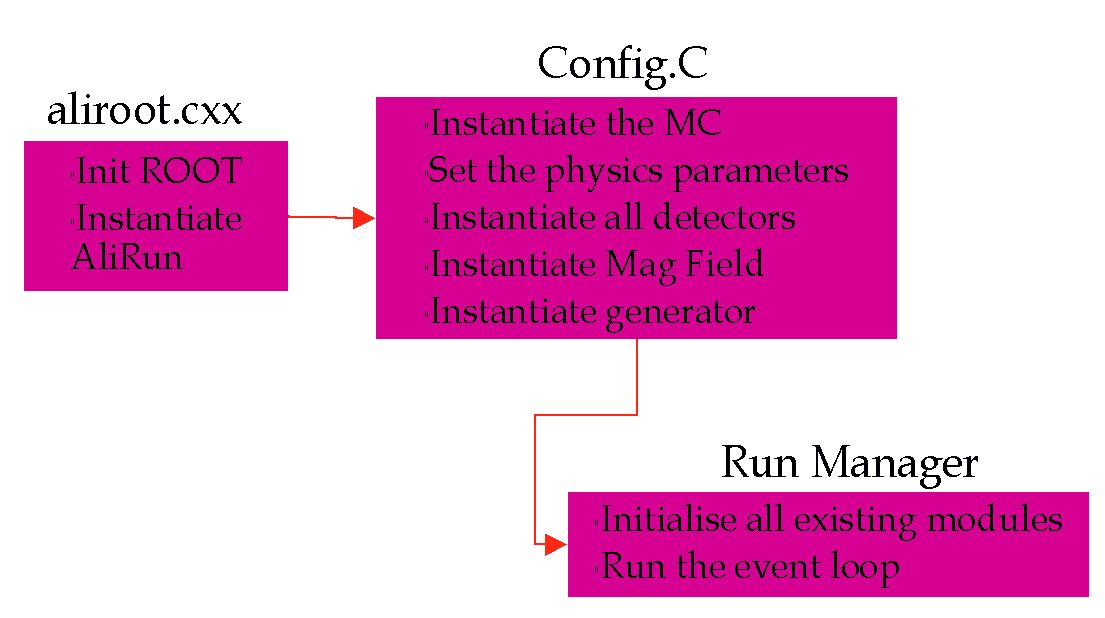 aliroot.cxx
Init ROOT
Instantiate
AliRun
Config.C
Instantiate the MC
Set the physics parameters
Instantiate all detectors
Instantiate Mag Field
Instantiate generator
Run Manager
Initialise all existing modules
Run the event loop